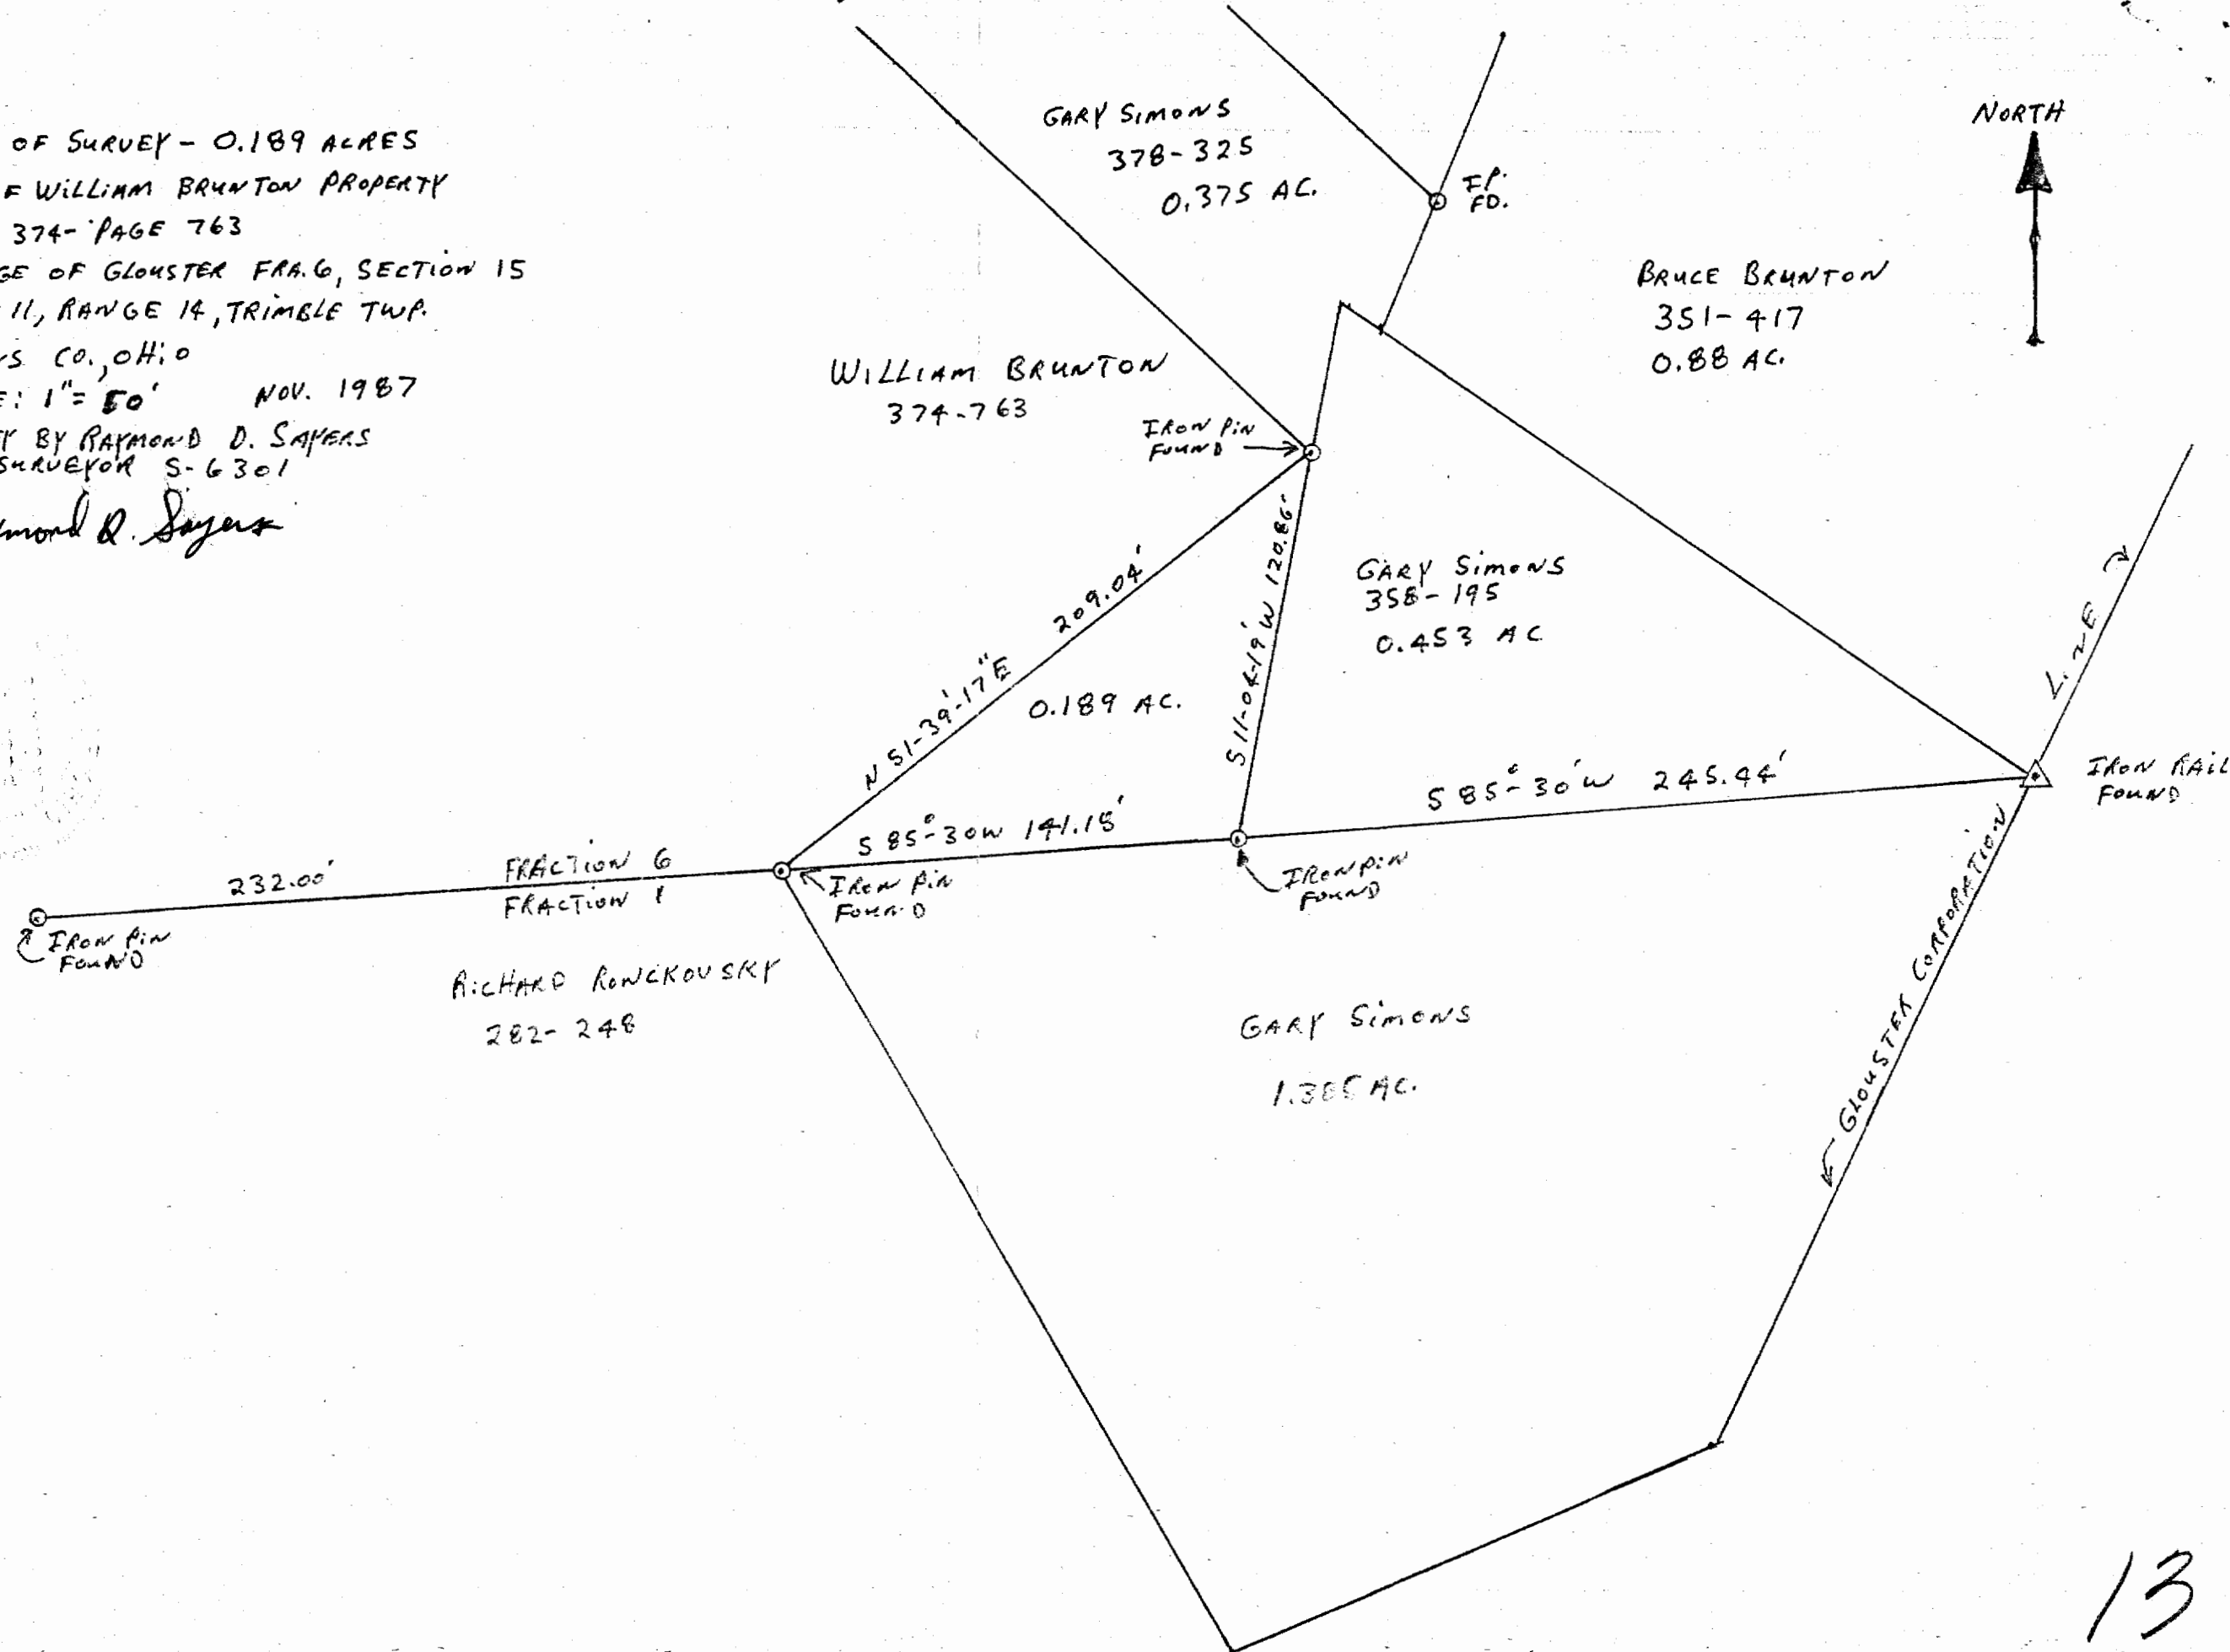 OF SURVEY - 0.189 ACRES
F WILLIAM BRUNTON PROPERTY
374- PAGE 763
GE OF GLOUSTER FRA. 6, SECTION 15
11, RANGE 14, TRIMBLE TWP.
S CO., OHIO
E: 1"= 50' NOV. 1987
Y BY RAYMOND D. SAYERS
SURVEYOR S-6301
mond D. Sayers
GARY SIMONS
378-325
0.375 AC.
I.P.
FD.
NORTH
BRUCE BRUNTON
351-417
0.88 AC.
WILLIAM BRUNTON
374-763
IRON PIN
FOUND
N 51-39'-17"E 209.04'
S 11-04-19'W 120.86'
GARY SIMONS
358-195
0.453 AC
0.189 AC.
LINE
S 85°-30'W 245.44'
IRON RAIL
FOUND
S 85°-30W 141.18'
232.00'
FRACTION 6
FRACTION 1
IRON PIN
FOUND
IRON PIN
FOUND
IRON PIN
FOUND
RICHARD RONCKOVSKY
282-248
GARY SIMONS
AC.
GLOUSTER CORPORATION
13